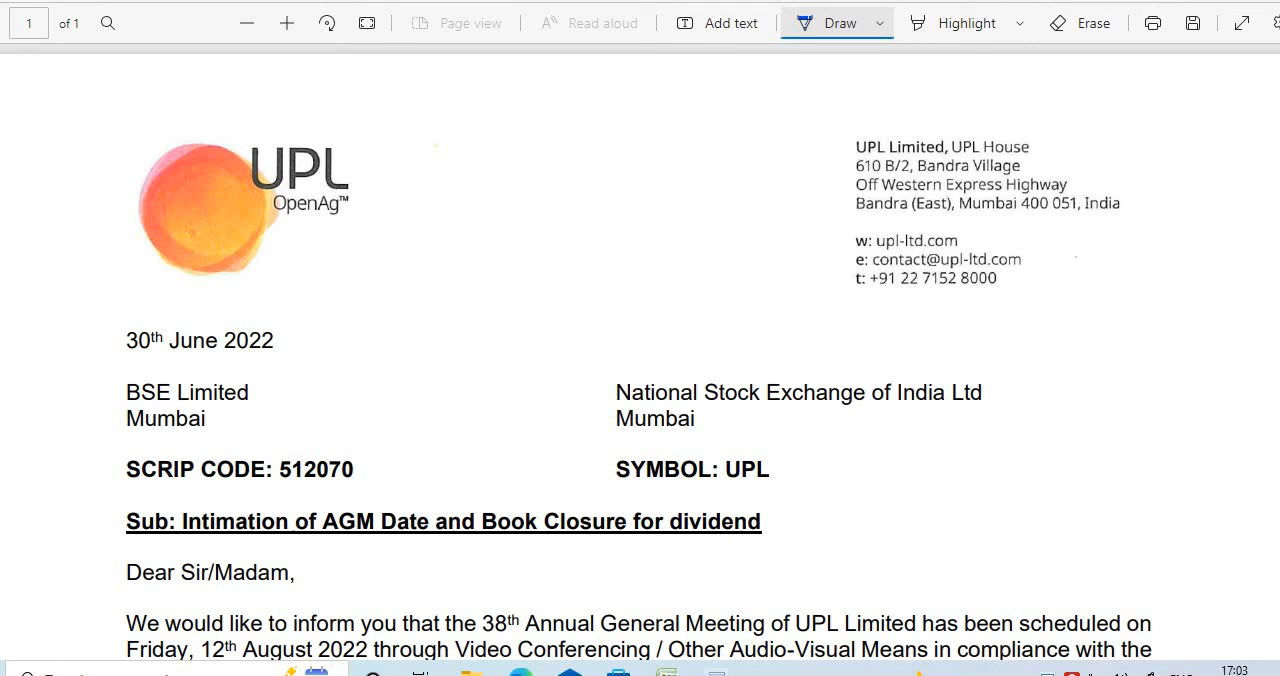 1 of 1 Page view Read aloud Add text Draw Highlight Erase
UPL
OpenAg™
UPL Limited, UPL House
610 B/2, Bandra Village
Off Western Express Highway
Bandra (East), Mumbai 400 051, India
w: upl-ltd.com
e: contact@upl-ltd.com
t: +91 22 7152 8000
30th June 2022
BSE Limited National Stock Exchange of India Ltd
Mumbai Mumbai
SCRIP CODE: 512070 SYMBOL: UPL
Sub: Intimation of AGM Date and Book Closure for dividend
Dear Sir/Madam,
We would like to inform you that the 38th Annual General Meeting of UPL Limited has been scheduled on
Friday, 12th August 2022 through Video Conferencing / Other Audio-Visual Means in compliance with the
17:03